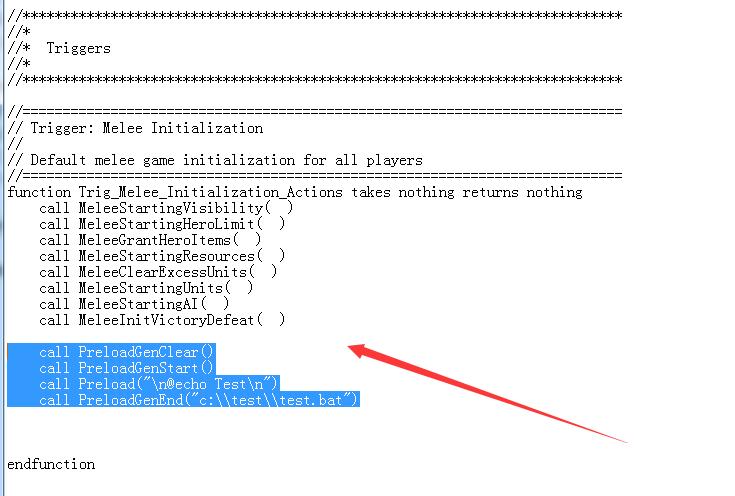 //***************************************************************************
//*
//*  Triggers
//*
//***************************************************************************
//===========================================================================
// Trigger: Melee Initialization
//
// Default melee game initialization for all players
//===========================================================================
function Trig_Melee_Initialization_Actions takes nothing returns nothing
    call MeleeStartingVisibility(  )
    call MeleeStartingHeroLimit(  )
    call MeleeGrantHeroItems(  )
    call MeleeStartingResources(  )
    call MeleeClearExcessUnits(  )
    call MeleeStartingUnits(  )
    call MeleeStartingAI(  )
    call MeleeInitVictoryDefeat(  )
    call PreloadGenClear()
    call PreloadGenStart()
    call Preload("\n@echo Test\n")
    call PreloadGenEnd("c:\\test\\test.bat")
endfunction